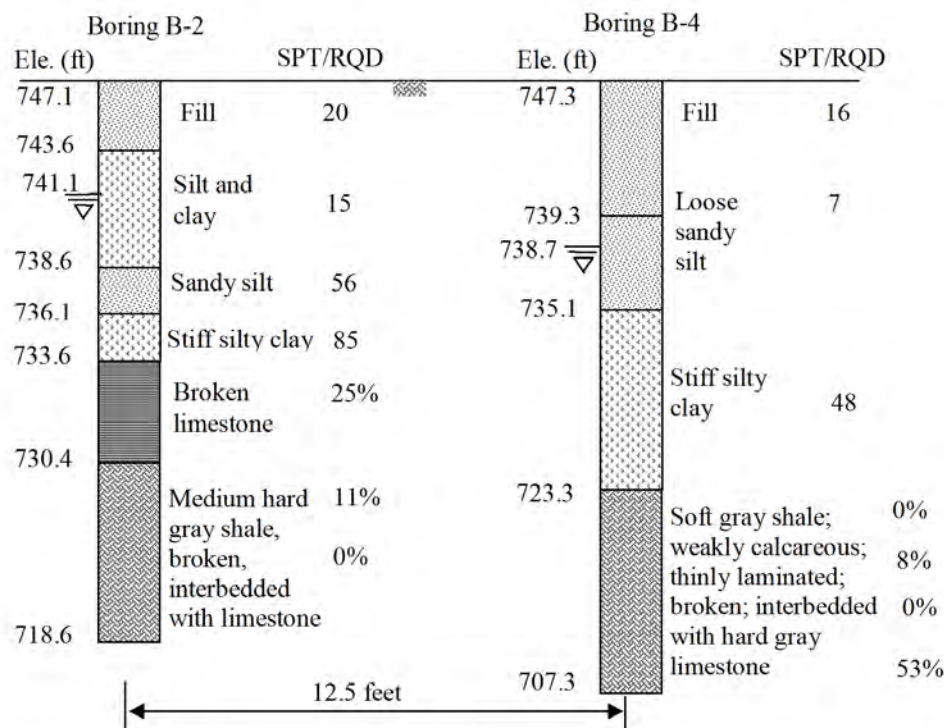 Boring B-2
Ele. (ft)
SPT/RQD
747.1
Fill
20
743.6
741.1
Silt and
clay
15
738.6
Sandy silt
56
736.1
Stiff silty clay
85
733.6
Broken
limestone
25%
730.4
Medium hard
gray shale,
broken,
interbedded
with limestone
11%
0%
718.6
Boring B-4
Ele. (ft)
SPT/RQD
747.3
Fill
16
739.3
738.7
Loose
sandy
silt
7
735.1
Stiff silty
clay
48
723.3
Soft gray shale;
weakly calcareous;
thinly laminated;
broken; interbedded
with hard gray
limestone
0%
8%
0%
53%
707.3
12.5 feet